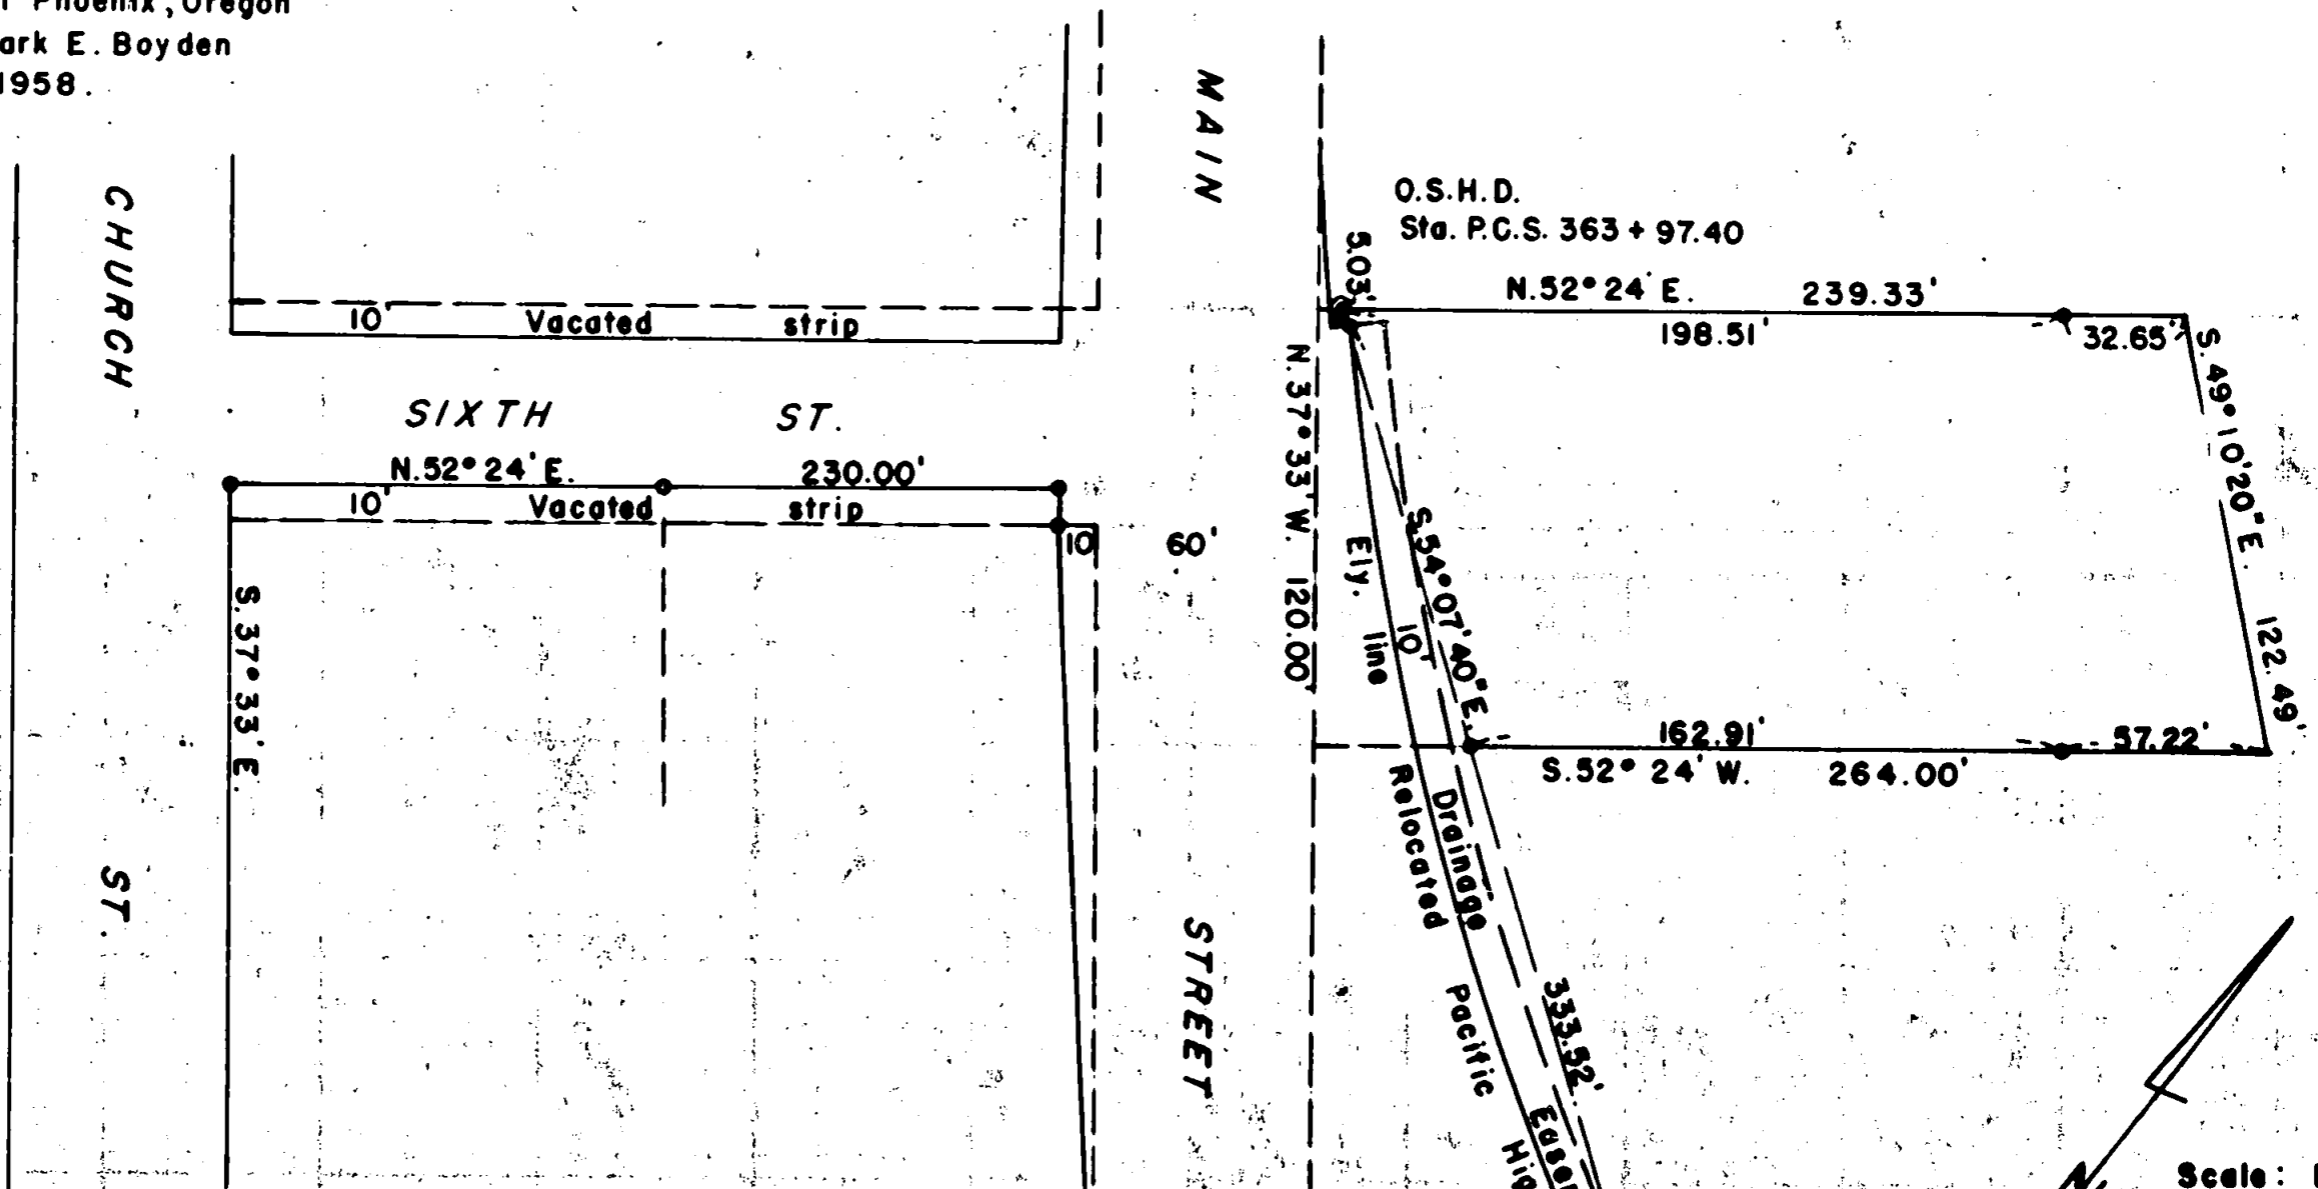 Phoenix, Oregon
ark E. Boyden
1958.
MAIN
STREET
CHURCH
ST.
O.S.H.D.
Sta. P.C.S. 363 + 97.40
5.03'
N. 52° 24' E. 239.33'
198.51'
32.65'
10' Vacated strip
S. 49° 10' 20" E. 122.49'
N. 37° 33' W. 120.00'
SIXTH ST.
N. 52° 24' E. 230.00'
10' Vacated strip
10
60'
S. 37° 33' E.
S. 54° 07' 40" E.
333.52'
Ely. line
Relocated Pacific
10'
Drainage
162.91'
57.22'
S. 52° 24' W. 264.00'
N
Scale: